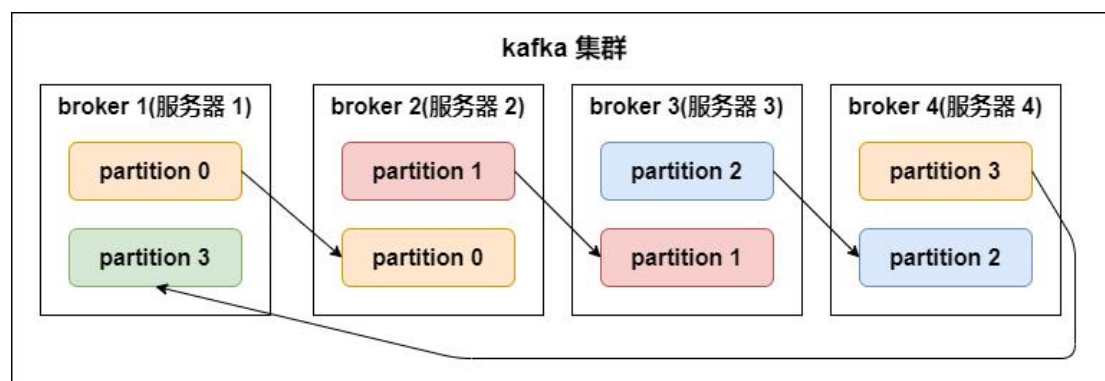 kafka 集群
broker 1(服务器 1)
partition 0
partition 3
broker 2(服务器 2)
partition 1
partition 0
broker 3(服务器 3)
partition 2
partition 1
broker 4(服务器 4)
partition 3
partition 2